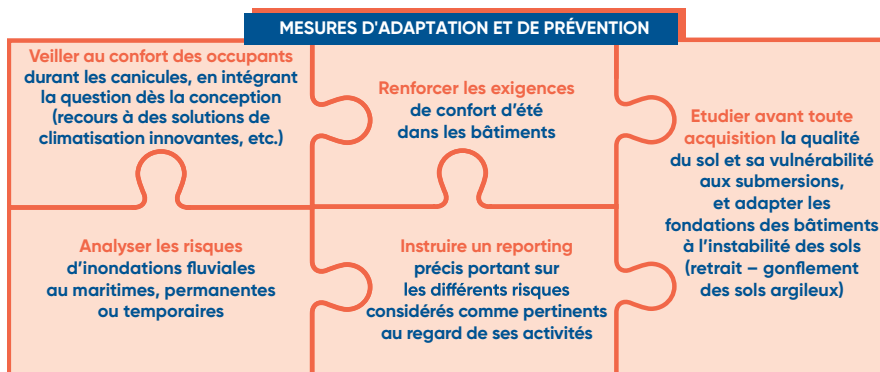 MESURES D'ADAPTATION ET DE PRÉVENTION
Veiller au confort des occupants
durant les canicules, en intégrant
la question dès la conception
(recours à des solutions de
climatisation innovantes, etc.)
Renforcer les exigences
de confort d'été
dans les bâtiments
Etudier avant toute
acquisition la qualité
du sol et sa vulnérabilité
aux submersions,
et adapter les
fondations des bâtiments
à l'instabilité des sols
(retrait – gonflement
des sols argileux)
Analyser les risques
d'inondations fluviales
au maritimes, permanentes
ou temporaires
Instruire un reporting
précis portant sur
les différents risques
considérés comme pertinents
au regard de ses activités